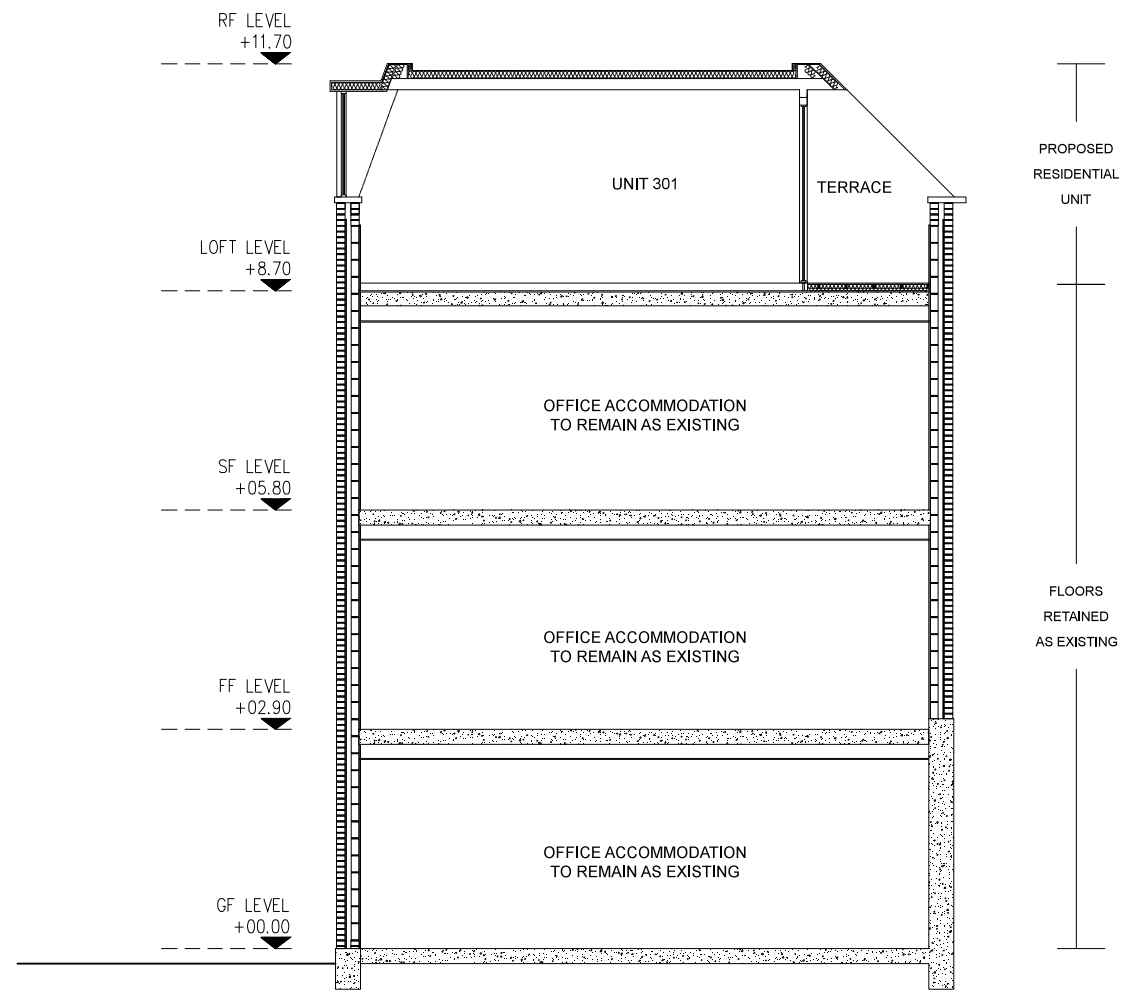 RF LEVEL
+11.70
PROPOSED
RESIDENTIAL
UNIT
UNIT 301
TERRACE
LOFT LEVEL
+8.70
OFFICE ACCOMMODATION
TO REMAIN AS EXISTING
SF LEVEL
+05.80
FLOORS
RETAINED
AS EXISTING
OFFICE ACCOMMODATION
TO REMAIN AS EXISTING
FF LEVEL
+02.90
OFFICE ACCOMMODATION
TO REMAIN AS EXISTING
GF LEVEL
+00.00